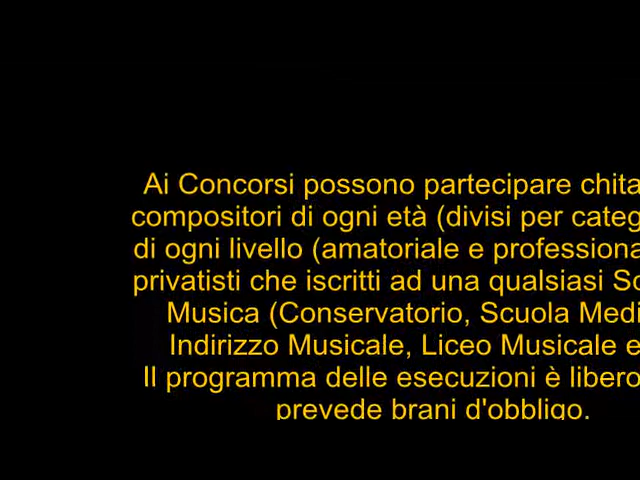 Ai Concorsi possono partecipare chita
compositori di ogni età (divisi per categ
di ogni livello (amatoriale e professiona
privatisti che iscritti ad una qualsiasi Sc
Musica (Conservatorio, Scuola Medi
Indirizzo Musicale, Liceo Musicale e
Il programma delle esecuzioni è libero
prevede brani d'obbligo.